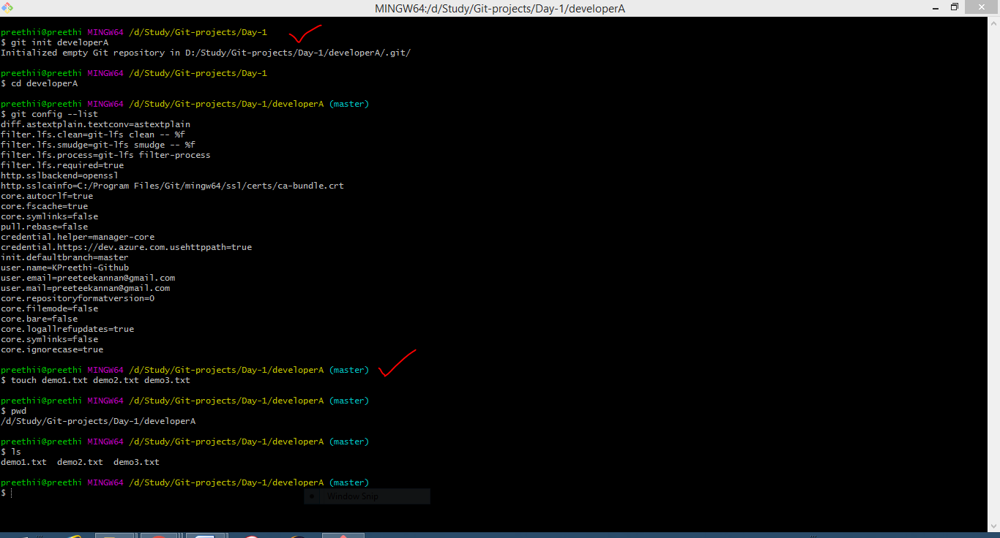 MINGW64:/d/Study/Git-projects/Day-1/developerA
preethii@preethi MINGW64 /d/Study/Git-projects/Day-1
$ git init developerA
Initialized empty Git repository in D:/Study/Git-projects/Day-1/developerA/.git/
preethii@preethi MINGW64 /d/Study/Git-projects/Day-1
$ cd developerA
preethii@preethi MINGW64 /d/Study/Git-projects/Day-1/developerA (master)
$ git config --list
diff.astextplain.textconv=astextplain
filter.lfs.clean=git-lfs clean -- %f
filter.lfs.smudge=git-lfs smudge -- %f
filter.lfs.process=git-lfs filter-process
filter.lfs.required=true
http.sslbackend=openssl
http.sslcainfo=C:/Program Files/Git/mingw64/ssl/certs/ca-bundle.crt
core.autocrlf=true
core.fscache=true
core.symlinks=false
pull.rebase=false
credential.helper=manager-core
credential.https://dev.azure.com.usehttppath=true
init.defaultbranch=master
user.name=KPreethi-Github
user.email=preeteekannan@gmail.com
user.mail=preeteekannan@gmail.com
core.repositoryformatversion=0
core.filemode=false
core.bare=false
core.logallrefupdates=true
core.symlinks=false
core.ignorecase=true
preethii@preethi MINGW64 /d/Study/Git-projects/Day-1/developerA (master)
$ touch demo1.txt demo2.txt demo3.txt
preethii@preethi MINGW64 /d/Study/Git-projects/Day-1/developerA (master)
$ pwd
/d/Study/Git-projects/Day-1/developerA
preethii@preethi MINGW64 /d/Study/Git-projects/Day-1/developerA (master)
$ ls
demo1.txt  demo2.txt  demo3.txt
preethii@preethi MINGW64 /d/Study/Git-projects/Day-1/developerA (master)
$
Window Snip